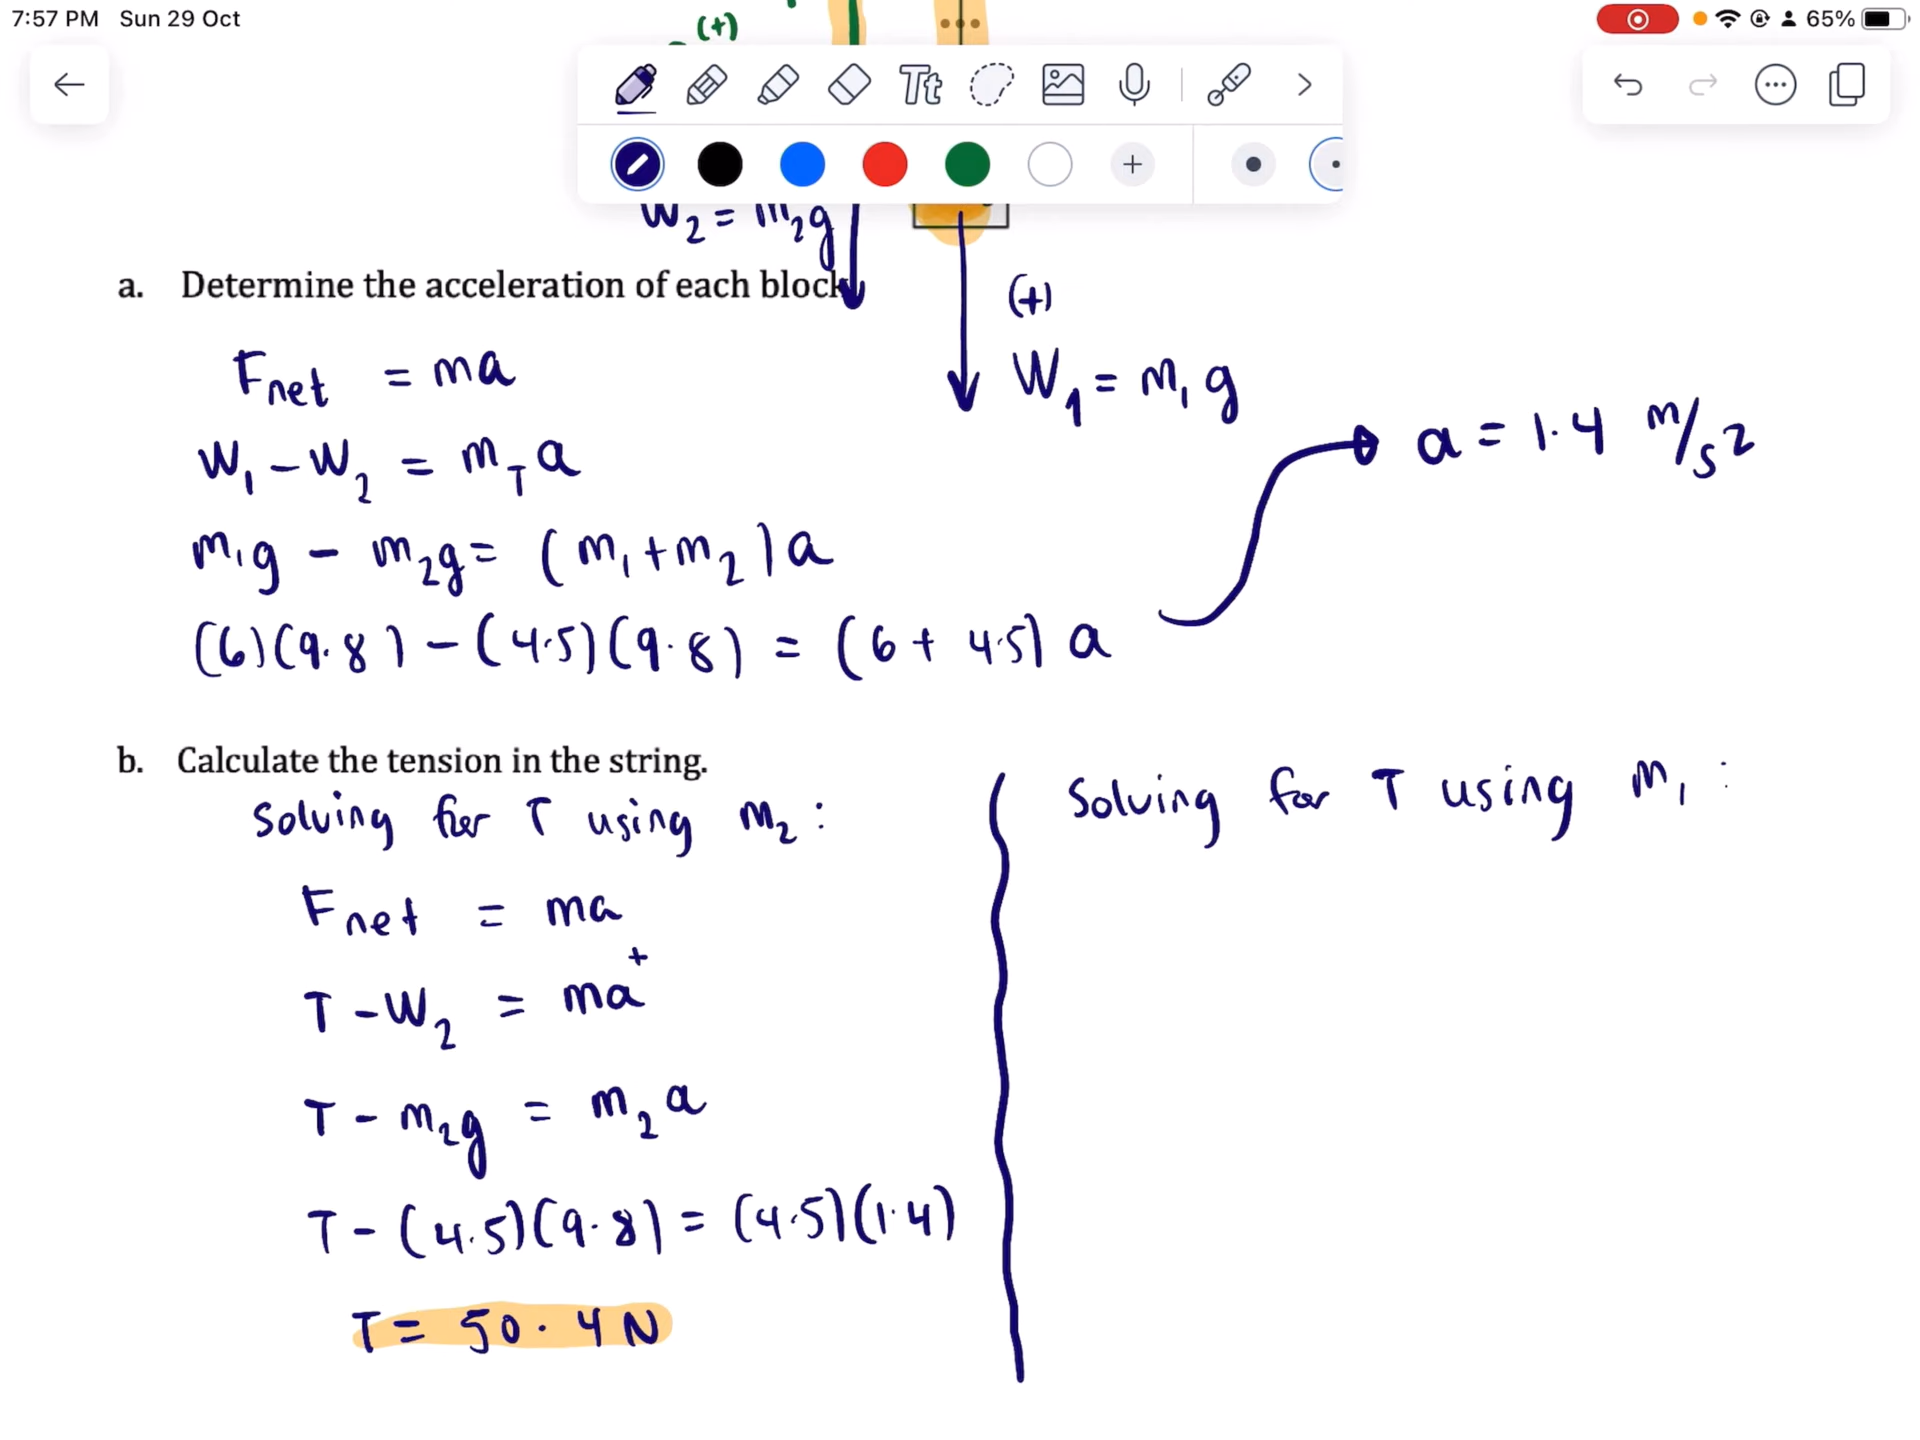 7:57 PM Sun 29 Oct
65%
(+)
Tt
W₂ = m₂g
a. Determine the acceleration of each block
(+)
Fnet = ma
W₁ = m₁g
W₁ - W₂ = mTa
a = 1.4 m/s2
m₁g - m₂g = (m₁ + m₂)a
(6)(9.8) - (4.5)(9.8) = (6 + 4.5) a
b. Calculate the tension in the string.
Solving for T using m₂ :
Fnet = ma
+
T - W₂ = ma
T - m₂g = m₂a
T - (4.5)(9.8) = (4.5)(1.4)
T = 50.4 N
Solving for T using m₁ :